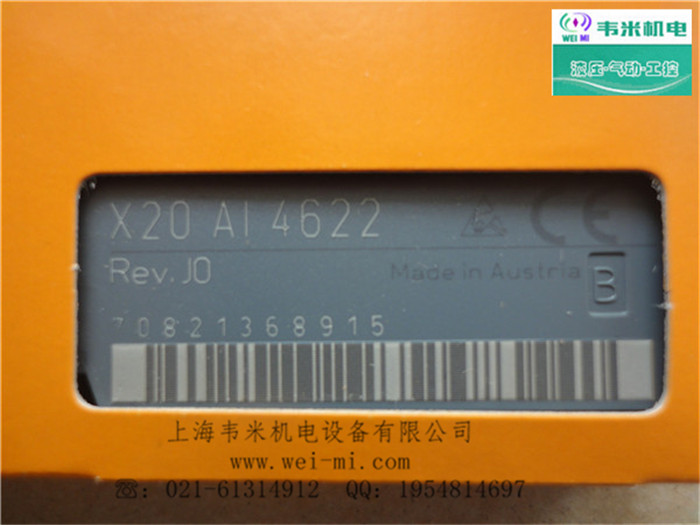 韦米机电
WEI MI
液压·气动·工控
X20 AI 4622
CE
Rev. J0
Made in Austria
B
70821368915
上海韦米机电设备有限公司
www.wei-mi.com
☏: 021-61314912 QQ: 1954814697